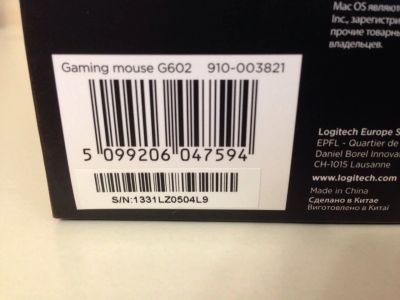 Mac OS являют
Inc., зарегистри
прочие товарны
владельцев.
Gaming mouse G602 910-003821
5 099206 047594
S/N:1331LZ0504L9
Logitech Europe S
EPFL - Quartier de
Daniel Borel Innova
CH-1015 Lausanne
www.logitech.com
Made in China
Сделано в Китае
Виготовлено в Китаї